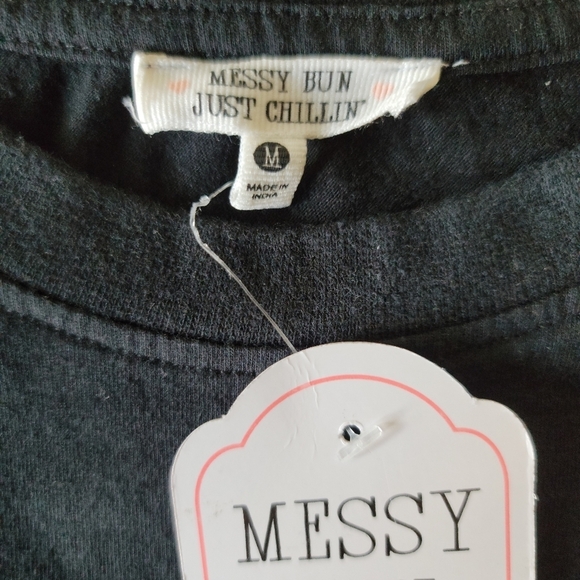 MESSY BUN
JUST CHILLIN'
M
MADE IN
INDIA
MESSY